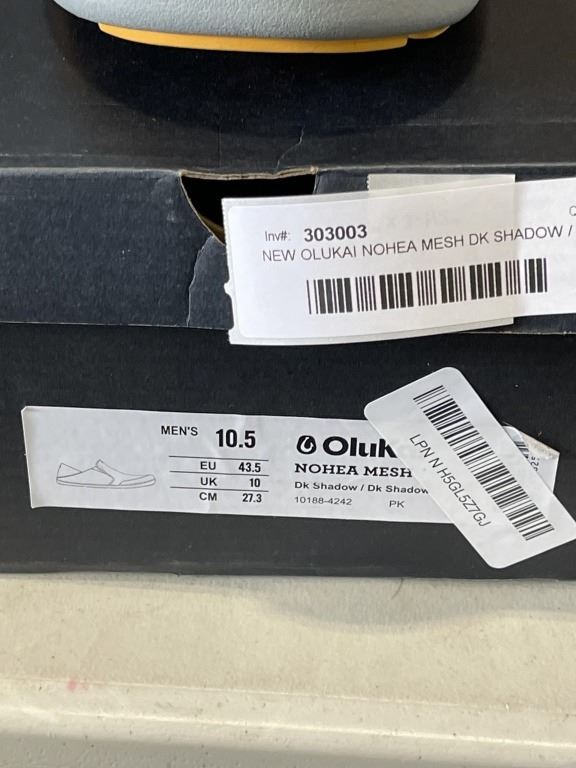 Inv#: 303003
NEW OLUKAI NOHEA MESH DK SHADOW /
MEN'S 10.5
EU 43.5
UK 10
CM 27.3
NOHEA MESH
Dk Shadow / Dk Shadow
10188-4242 PK
LPN N H5GL5Z7GJ